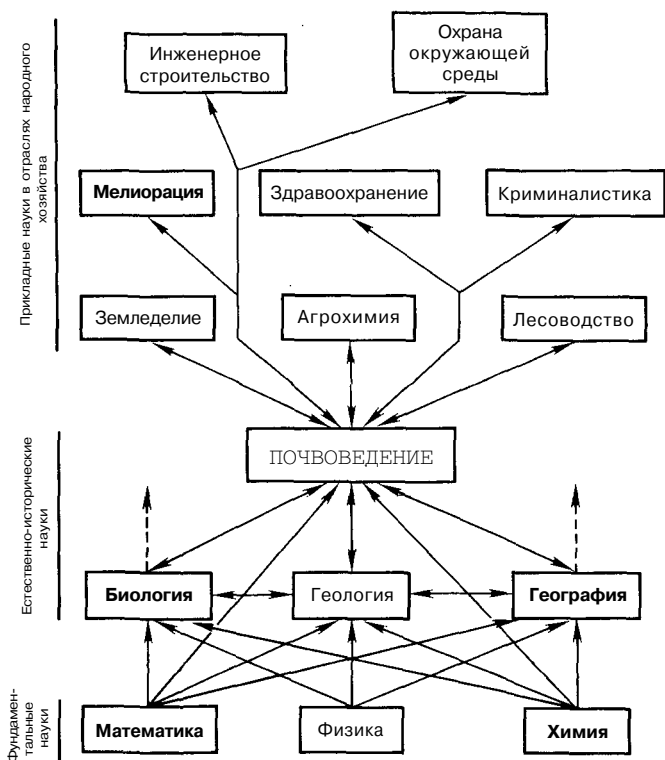 Прикладные науки в отраслях народного
хозяйства
Инженерное
строительство
Охрана
окружающей
среды
Мелиорация
Здравоохранение
Криминалистика
Земледелие
Агрохимия
Лесоводство
Естественно-исторические
науки
ПОЧВОВЕДЕНИЕ
Биология
Геология
География
Фундамен-
тальные
науки
Математика
Физика
Химия